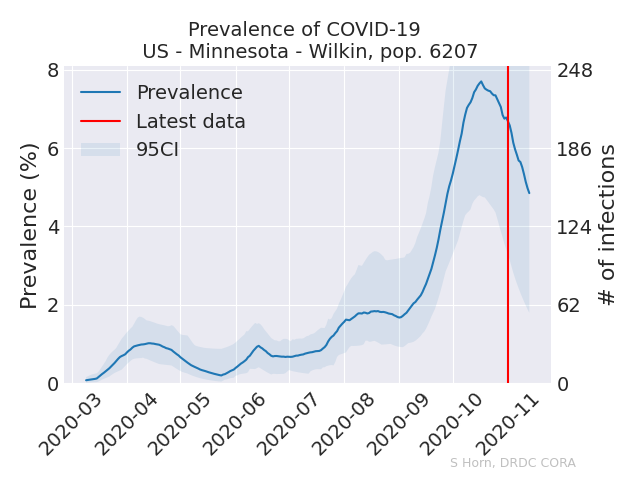 Prevalence of COVID-19
US - Minnesota - Wilkin, pop. 6207
Prevalence
Latest data
95CI
Prevalence (%)
8
6
4
2
0
248
186
124
62
0
# of infections
2020-03
2020-04
2020-05
2020-06
2020-07
2020-08
2020-09
2020-10
2020-11
S Horn, DRDC CORA